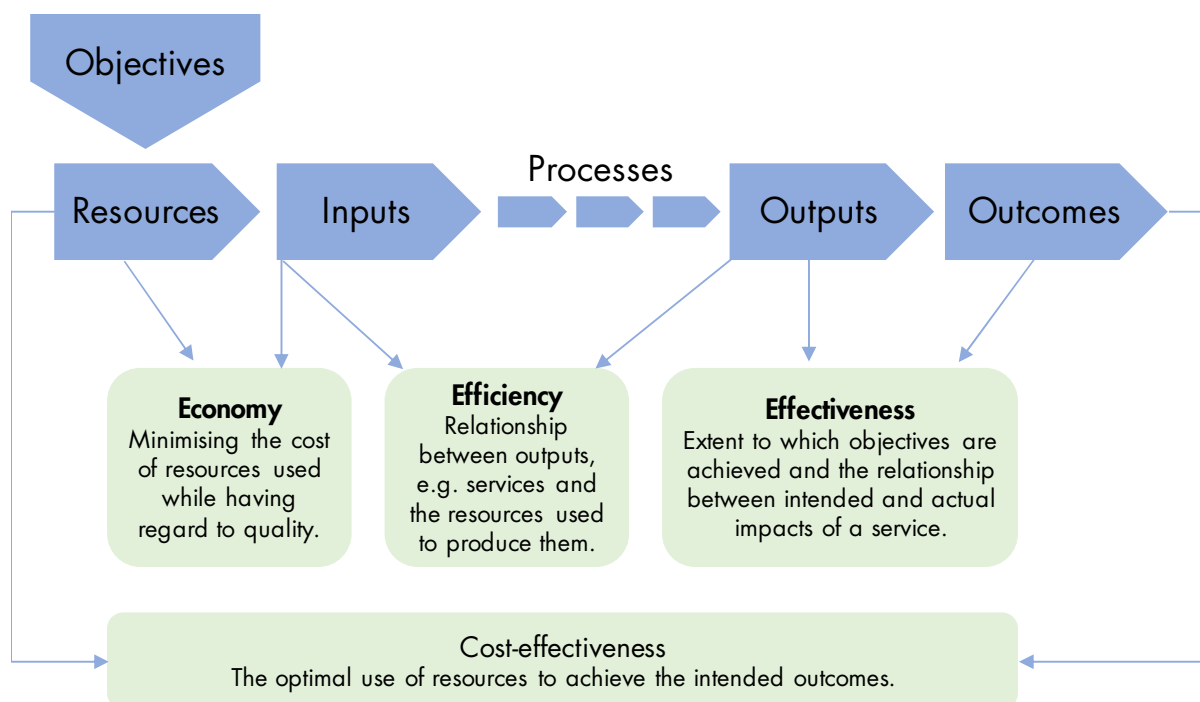 Objectives
Resources
Inputs
Processes
Outputs
Outcomes
Economy
Minimising the cost
of resources used
while having
regard to quality.
Efficiency
Relationship
between outputs,
e.g. services and
the resources used
to produce them.
Effectiveness
Extent to which objectives are
achieved and the relationship
between intended and actual
impacts of a service.
Cost-effectiveness
The optimal use of resources to achieve the intended outcomes.